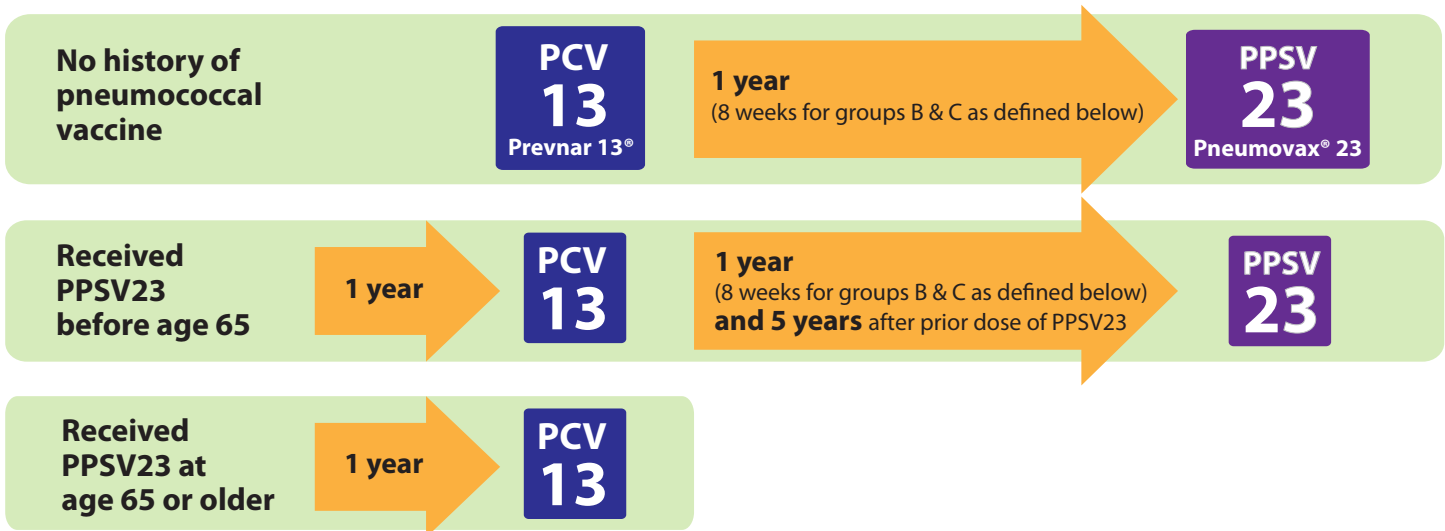 No history of
pneumococcal
vaccine
PCV
13
Prevnar 13®
1 year
(8 weeks for groups B & C as defined below)
PPSV
23
Pneumovax® 23
Received
PPSV23
before age 65
1 year
PCV
13
1 year
(8 weeks for groups B & C as defined below)
and 5 years after prior dose of PPSV23
PPSV
23
Received
PPSV23 at
age 65 or older
1 year
PCV
13